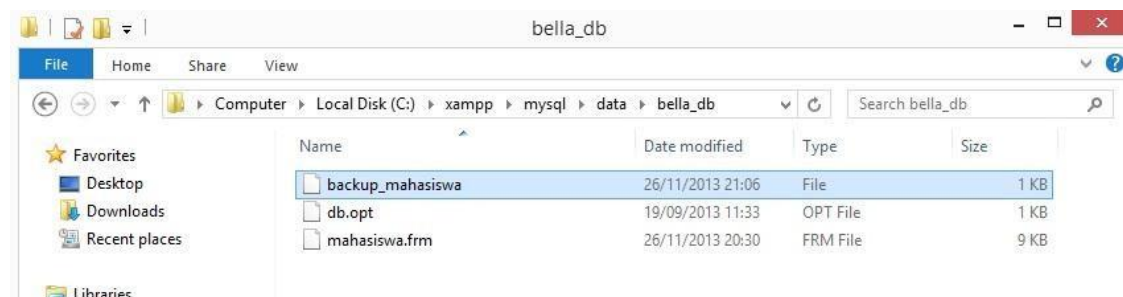 bella_db
File Home Share View
Computer Local Disk (C:) xampp mysql data bella_db Search bella_db
Favorites
Desktop
Downloads
Recent places
Libraries
Name Date modified Type Size
backup_mahasiswa 26/11/2013 21:06 File 1 KB
db.opt 19/09/2013 11:33 OPT File 1 KB
mahasiswa.frm 26/11/2013 20:30 FRM File 9 KB